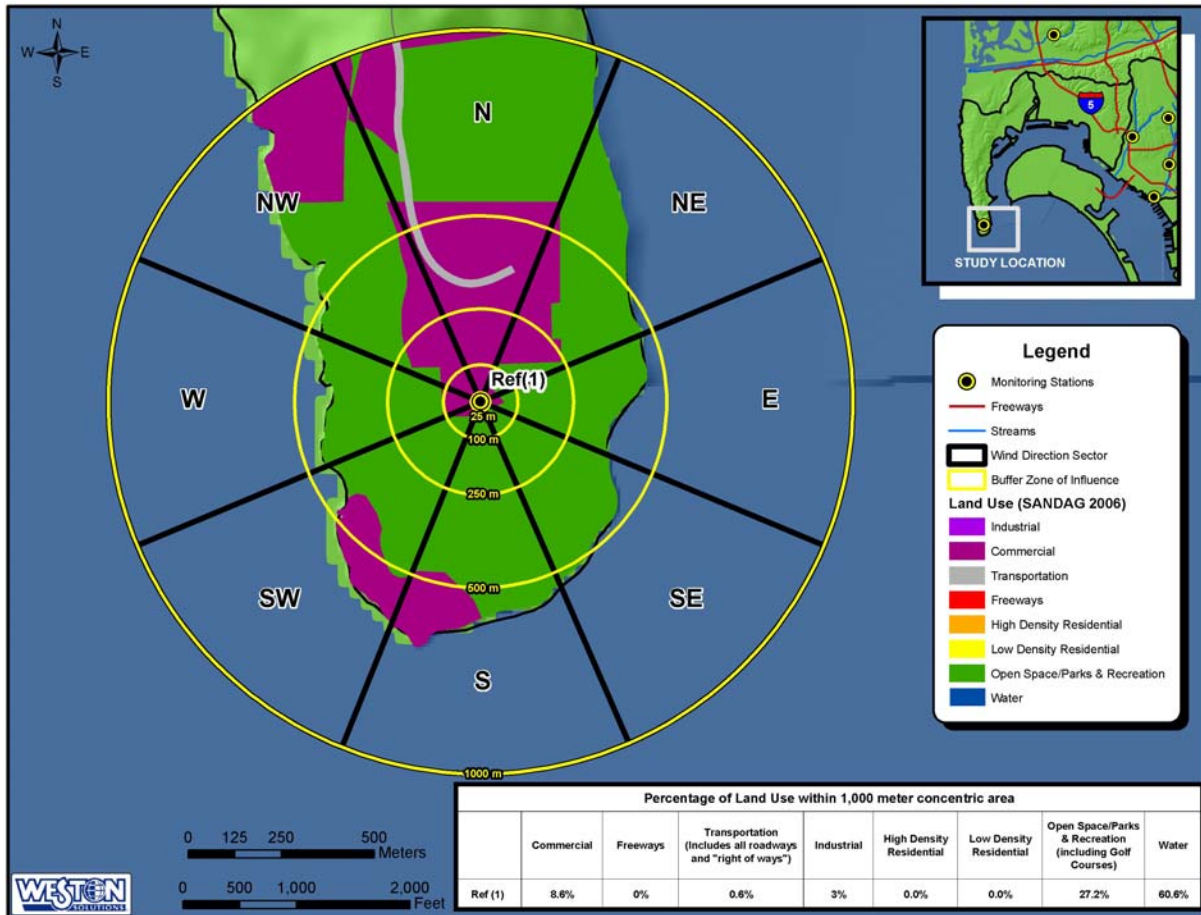 N
W E
S
N
NW
NE
W
Ref(1)
E
25 m
100 m
250 m
500 m
SW
SE
S
1000 m
5
STUDY LOCATION
Legend
Monitoring Stations
Freeways
Streams
Wind Direction Sector
Buffer Zone of Influence
Land Use (SANDAG 2006)
Industrial
Commercial
Transportation
Freeways
High Density Residential
Low Density Residential
Open Space/Parks & Recreation
Water
0 125 250 500
Meters
0 500 1,000 2,000
Feet
WESTON
SOLUTIONS
Percentage of Land Use within 1,000 meter concentric area
Commercial Freeways Transportation (Includes all roadways and "right of ways") Industrial High Density Residential Low Density Residential Open Space/Parks & Recreation (including Golf Courses) Water
Ref (1) 8.6% 0% 0.6% 3% 0.0% 0.0% 27.2% 60.6%